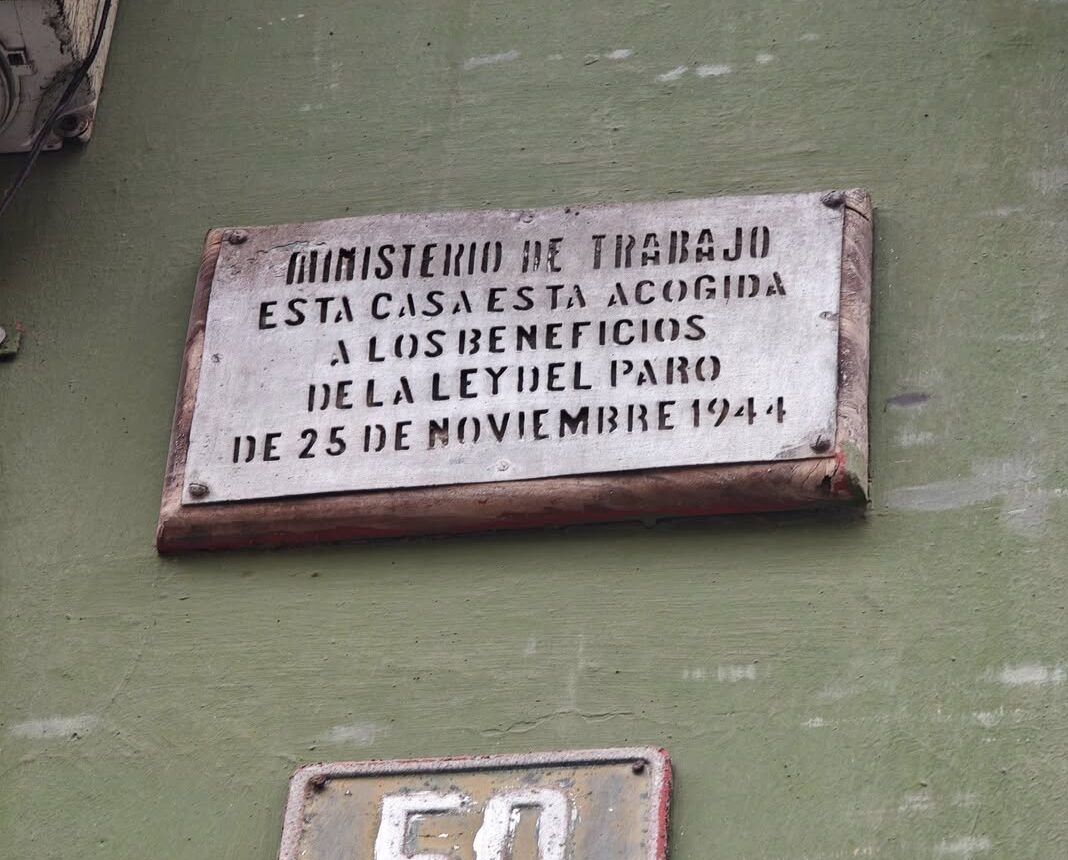 MINISTERIO DE TRABAJO
ESTA CASA ESTA ACOGIDA
A LOS BENEFICIOS
DE LA LEY DEL PARO
DE 25 DE NOVIEMBRE 1944
50